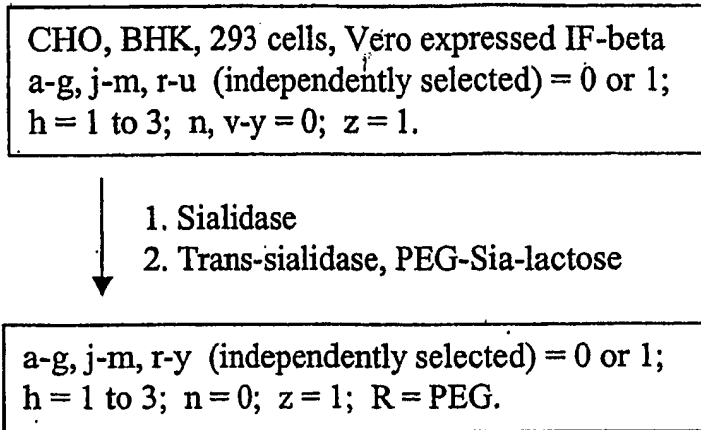 CHO, BHK, 293 cells, Vero expressed IF-beta
a-g, j-m, r-u (independently selected) = 0 or 1;
h = 1 to 3; n, v-y = 0; z = 1.
1. Sialidase
2. Trans-sialidase, PEG-Sia-lactose
a-g, j-m, r-y (independently selected) = 0 or 1;
h = 1 to 3; n = 0; z = 1; R = PEG.